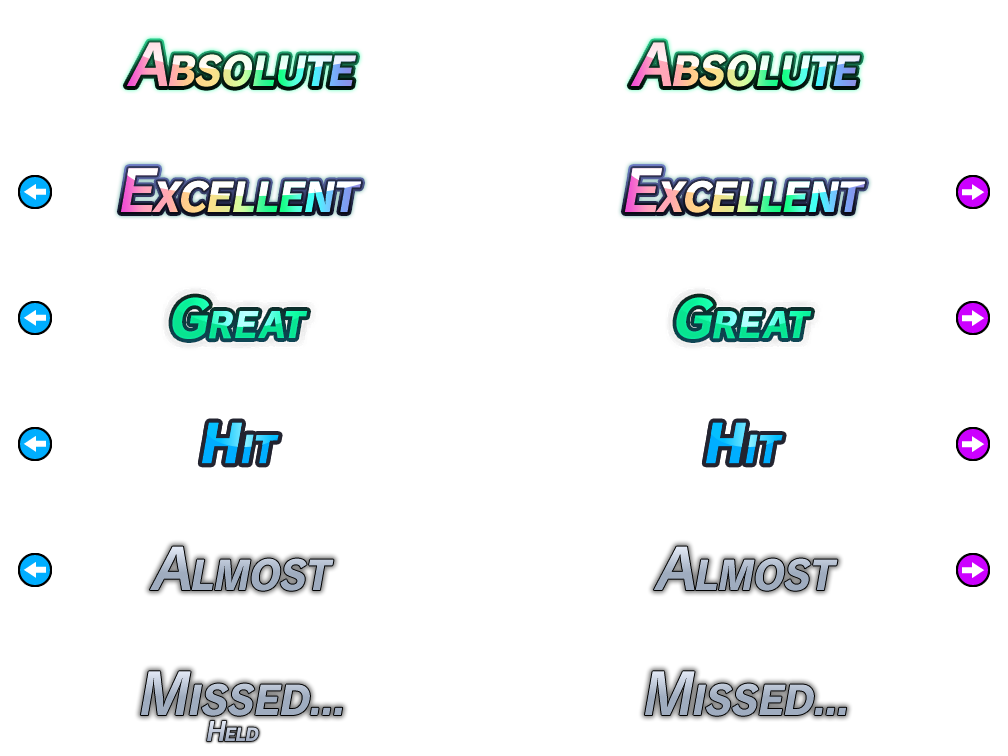 ABSOLUTE ABSOLUTE
EXCELLENT EXCELLENT
GREAT GREAT
HIT HIT
ALMOST ALMOST
MISSED... MISSED...
HELD